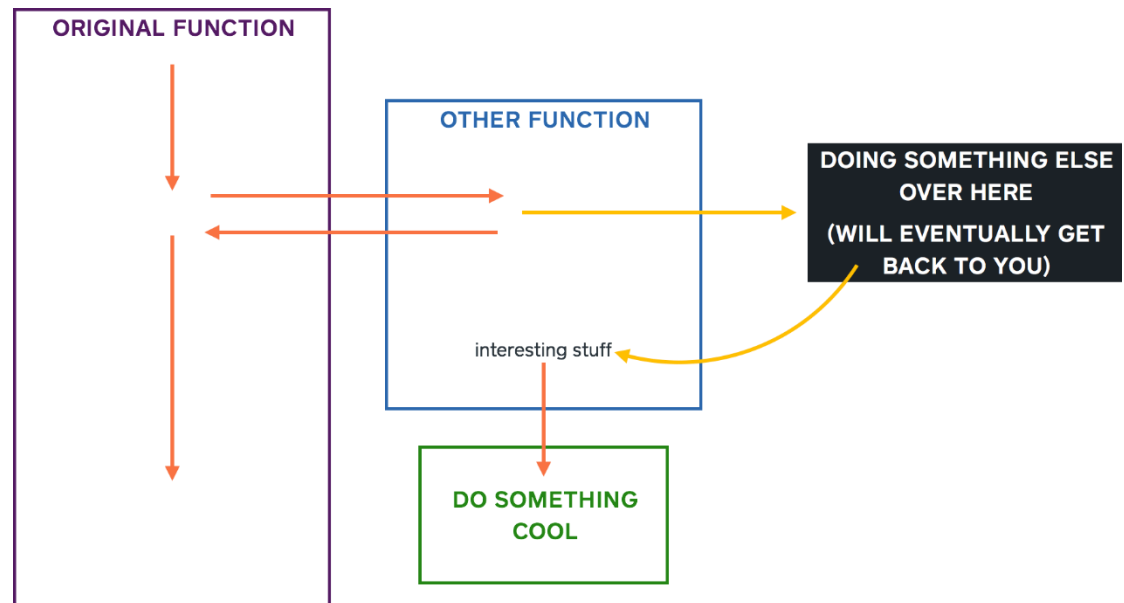 ORIGINAL FUNCTION
OTHER FUNCTION
DOING SOMETHING ELSE
OVER HERE
(WILL EVENTUALLY GET
BACK TO YOU)
interesting stuff
DO SOMETHING
COOL